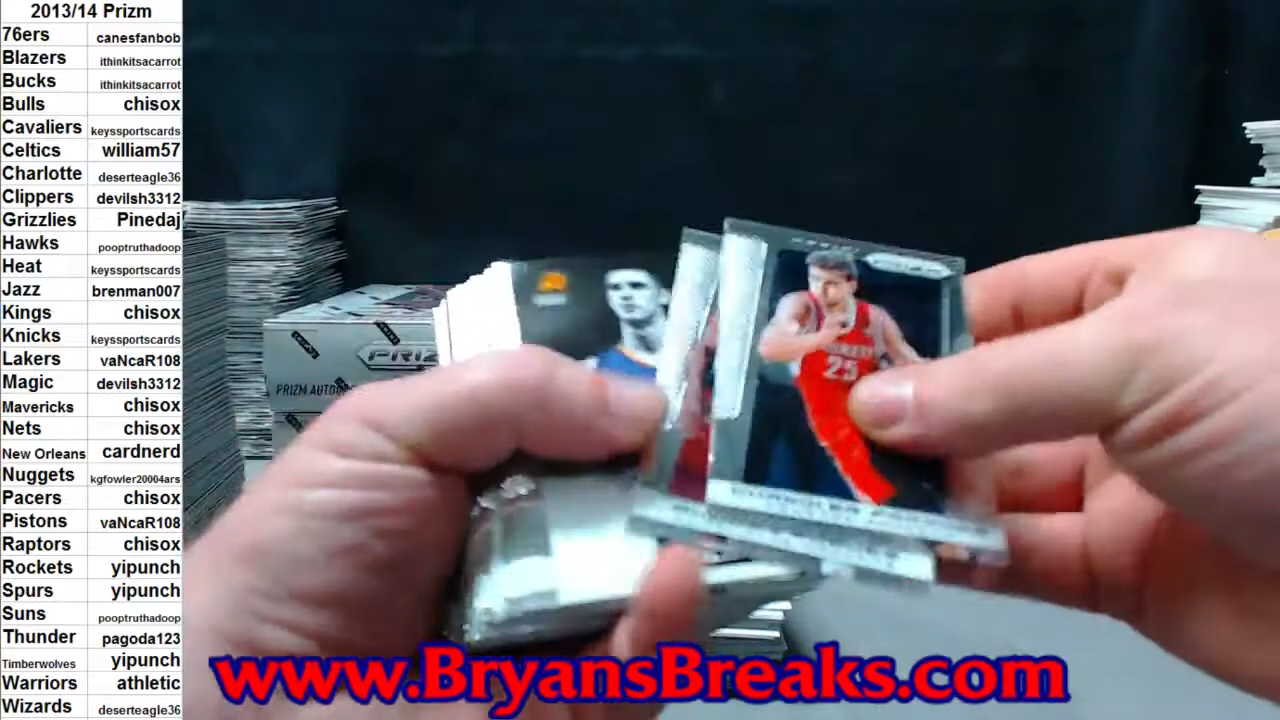 2013/14 Prizm
76ers canesfanbob
Blazers ithinkitsacarrot
Bucks ithinkitsacarrot
Bulls chisox
Cavaliers keyssportscards
Celtics william57
Charlotte deserteagle36
Clippers devilsh3312
Grizzlies Pinedaj
Hawks pooptruthadoop
Heat keyssportscards
Jazz brenman007
Kings chisox
Knicks keyssportscards
Lakers vaNcaR108
Magic devilsh3312
Mavericks chisox
Nets chisox
New Orleans cardnerd
Nuggets kgfowler20004ars
Pacers chisox
Pistons vaNcaR108
Raptors chisox
Rockets yipunch
Spurs yipunch
Suns pooptruthadoop
Thunder pagoda123
Timberwolves yipunch
Warriors athletic
Wizards deserteagle36
PRIZ
PRIZM AUTO
25
www.BryansBreaks.com